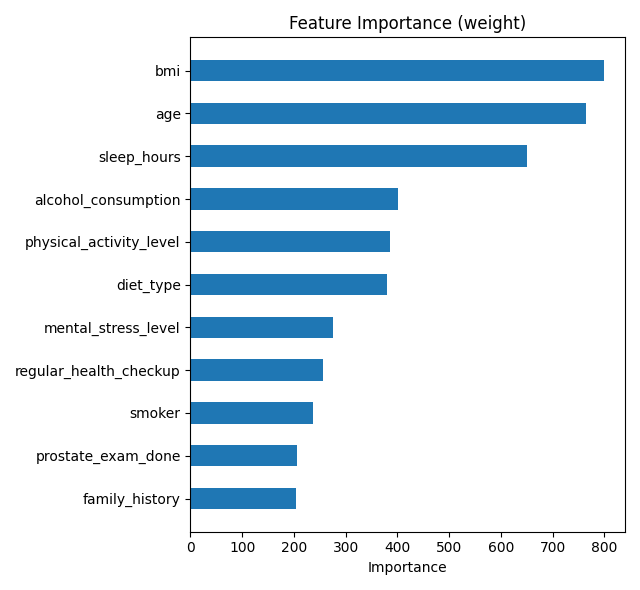 Feature Importance (weight)
bmi
age
sleep_hours
alcohol_consumption
physical_activity_level
diet_type
mental_stress_level
regular_health_checkup
smoker
prostate_exam_done
family_history
0 100 200 300 400 500 600 700 800
Importance